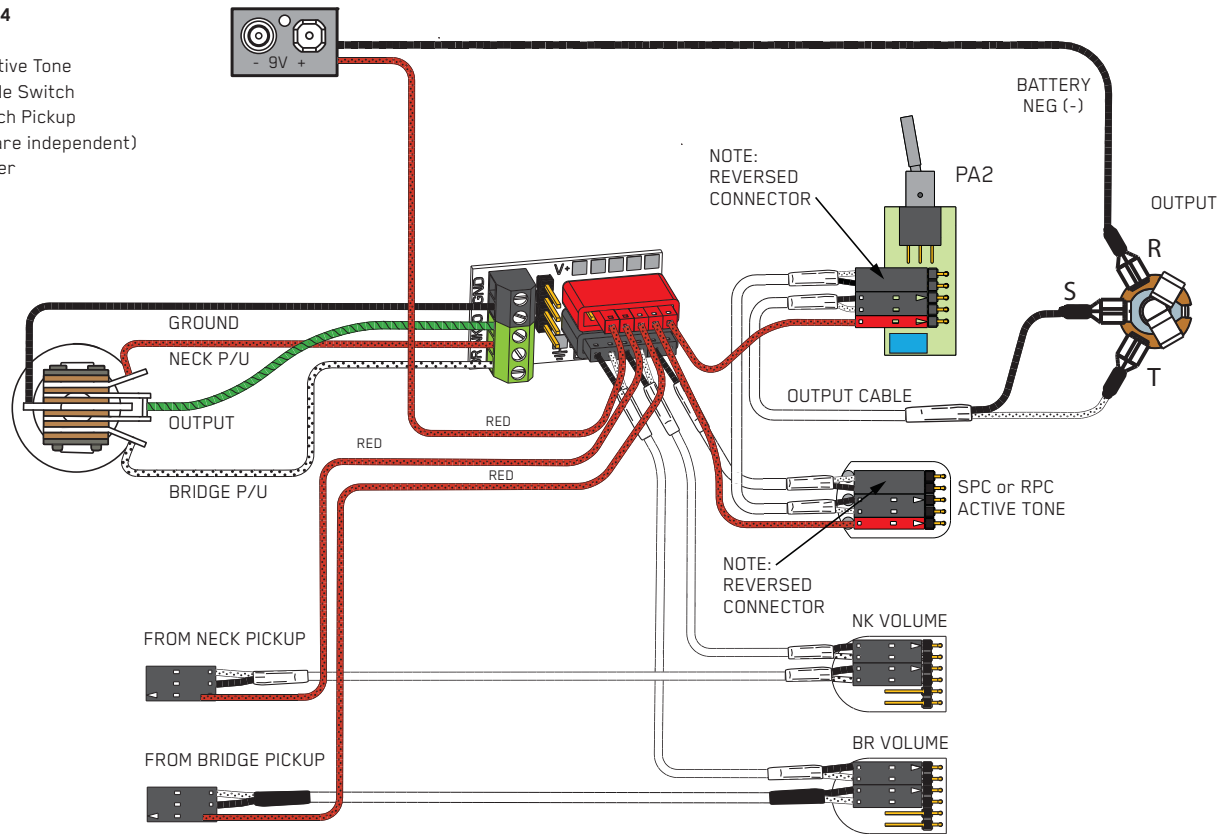 4
tive Tone
le Switch
ch Pickup
are independent)
er
- 9V +
BATTERY
NEG (-)
NOTE:
REVERSED
CONNECTOR
PA2
OUTPUT
R
S
T
V+
GND
GROUND
NECK P/U
OUTPUT
BRIDGE P/U
RED
RED
RED
OUTPUT CABLE
SPC or RPC
ACTIVE TONE
NOTE:
REVERSED
CONNECTOR
NK VOLUME
FROM NECK PICKUP
BR VOLUME
FROM BRIDGE PICKUP